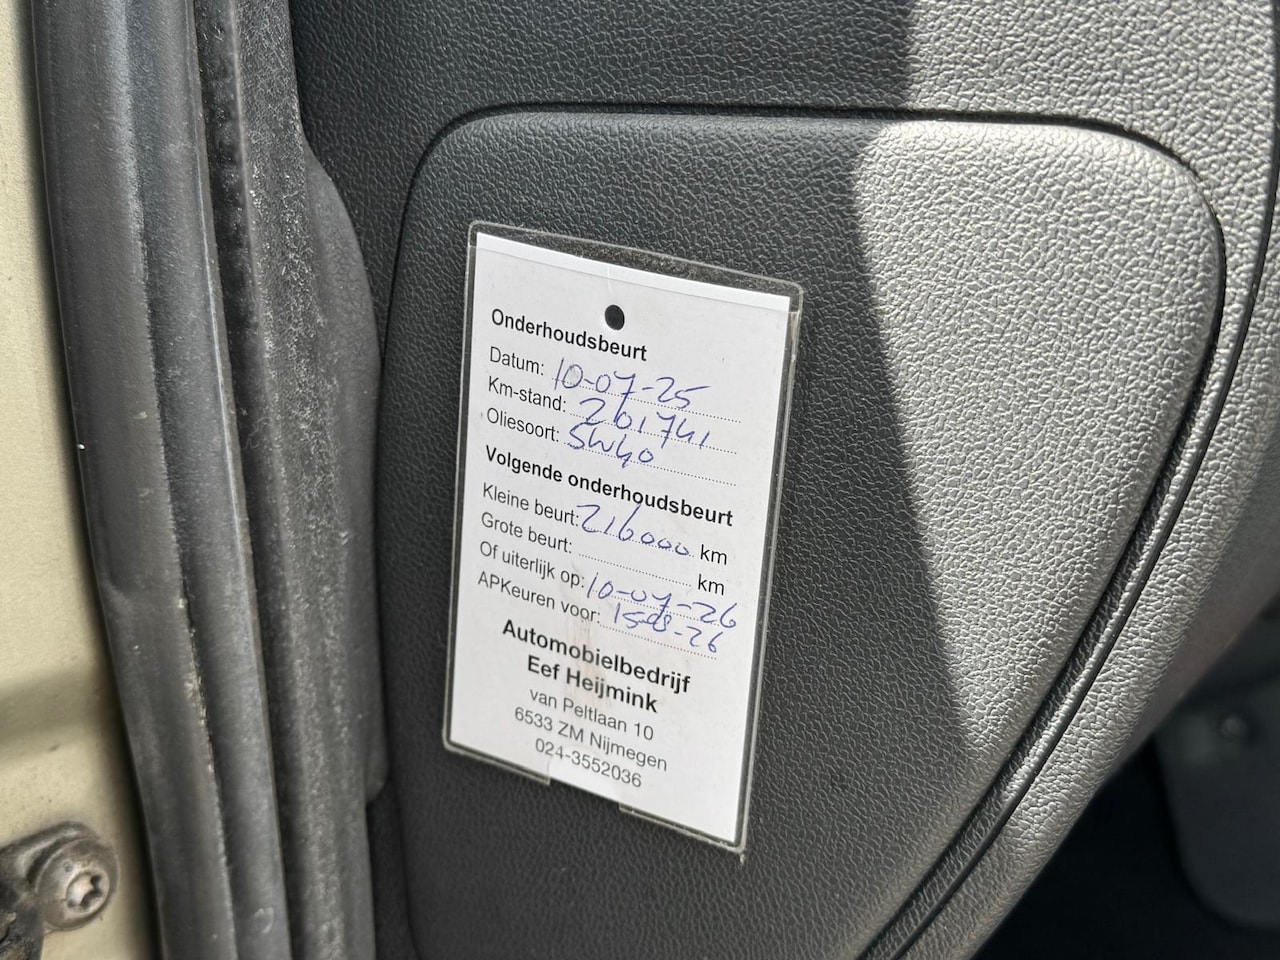 Onderhoudsbeurt
Datum: 10-07-25
Km-stand: 201741
Oliesoort: 5W40
Volgende onderhoudsbeurt
Kleine beurt: 216000 km
Grote beurt: km
Of uiterlijk op: 10-07-26
APKeuren voor: 15-08-26
Automobielbedrijf
Eef Heijmink
van Peltlaan 10
6533 ZM Nijmegen
024-3552036